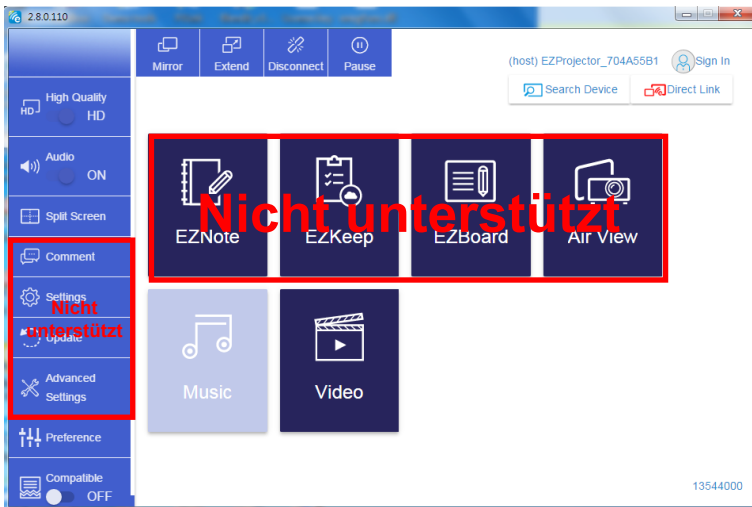 2.8.0.110
Mirror
Extend
Disconnect
Pause
(host) EZProjector_704A55B1
Sign In
Search Device
Direct Link
High Quality
HD
HD
Audio
ON
Split Screen
Comment
Settings
Update
Advanced
Settings
Nicht
unterstützt
Preference
Compatible
OFF
EZNote
EZKeep
EZBoard
Air View
Nicht unterstützt
Music
Video
13544000